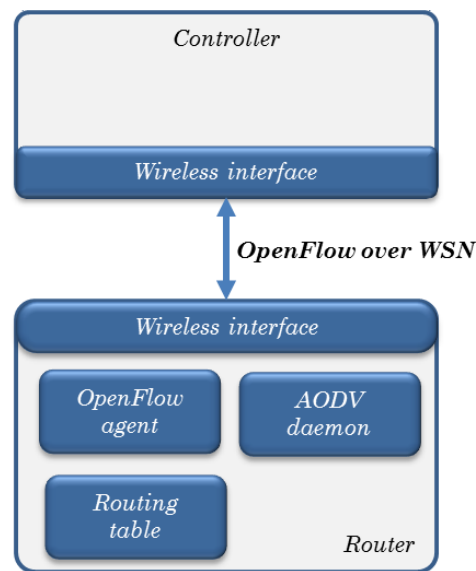 Controller
Wireless interface
OpenFlow over WSN
Wireless interface
OpenFlow
agent
AODV
daemon
Routing
table
Router